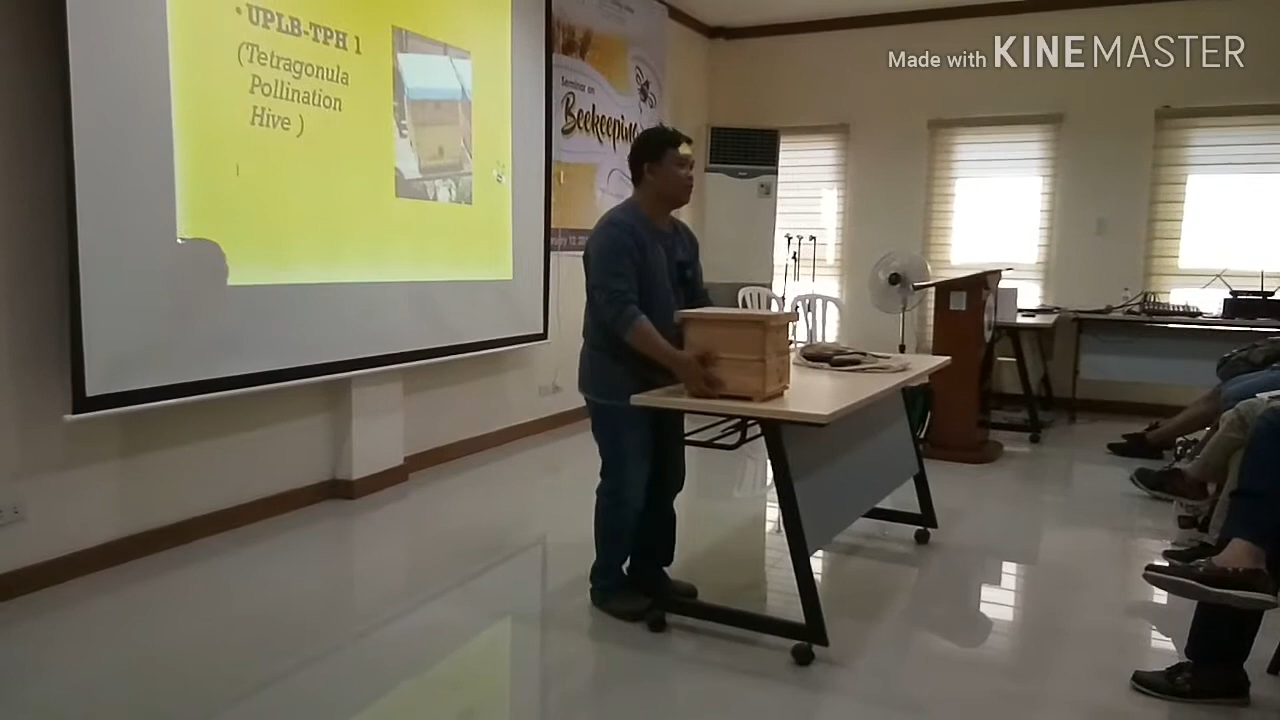 • UPLB-TPH 1
(Tetragonula
Pollination
Hive )
Seminar on
Beekeeping
Made with KINEMASTER